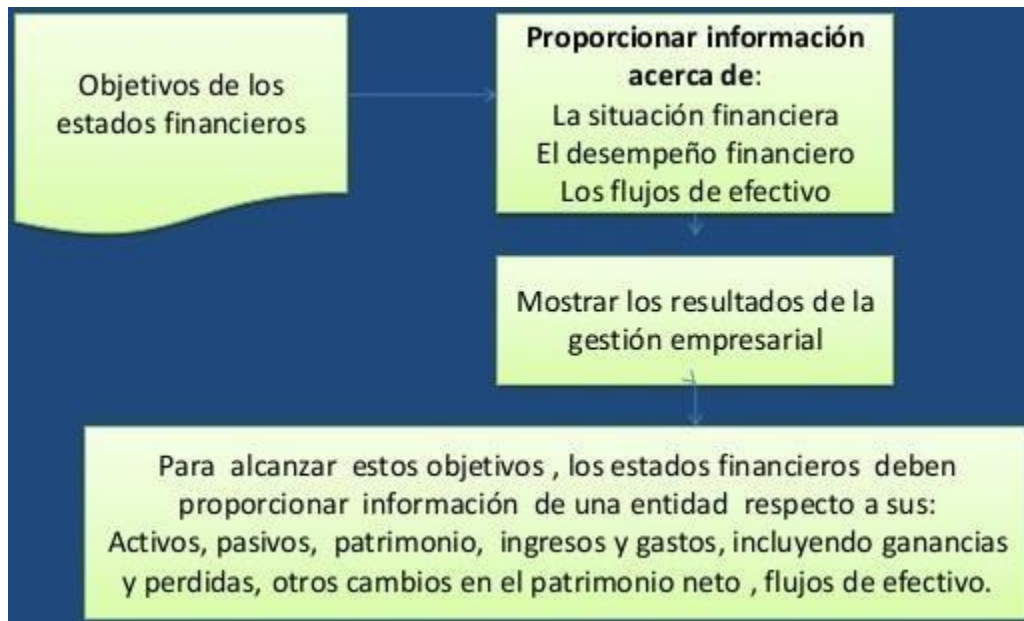 Objetivos de los
estados financieros
Proporcionar información
acerca de:
La situación financiera
El desempeño financiero
Los flujos de efectivo
Mostrar los resultados de la
gestión empresarial
Para alcanzar estos objetivos , los estados financieros deben
proporcionar información de una entidad respecto a sus:
Activos, pasivos, patrimonio, ingresos y gastos, incluyendo ganancias
y perdidas, otros cambios en el patrimonio neto , flujos de efectivo.